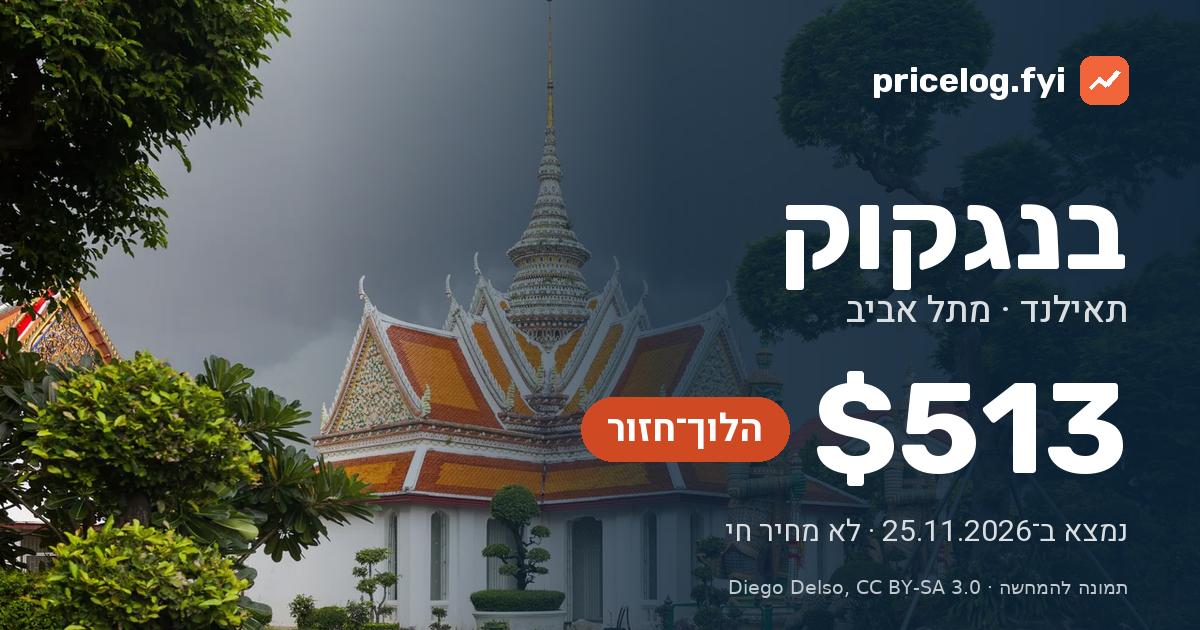 pricelog.fyi
בנגקוק
תאילנד · מתל אביב
$513 הלוך־חזור
נמצא ב־25.11.2026 · לא מחיר חי
תמונה להמחשה · Diego Delso, CC BY-SA 3.0